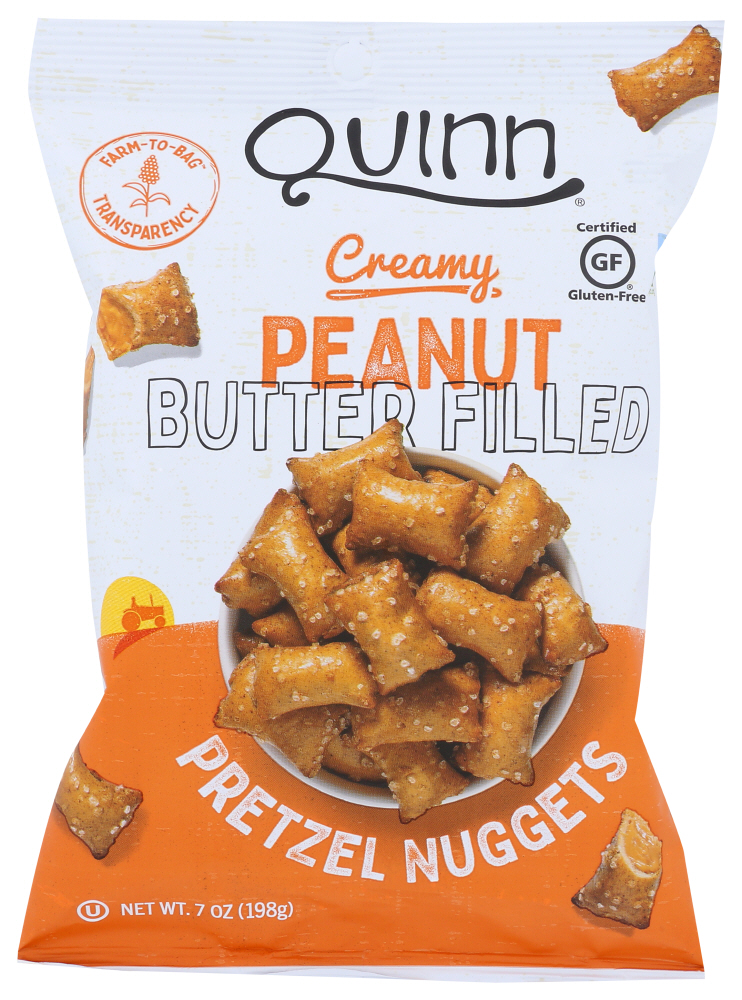 Quinn®
FARM-TO-BAG™
TRANSPARENCY
Certified
GF
®
Gluten-Free
Creamy
PEANUT
BUTTER FILLED
PRETZEL NUGGETS
U NET WT. 7 OZ (198g)